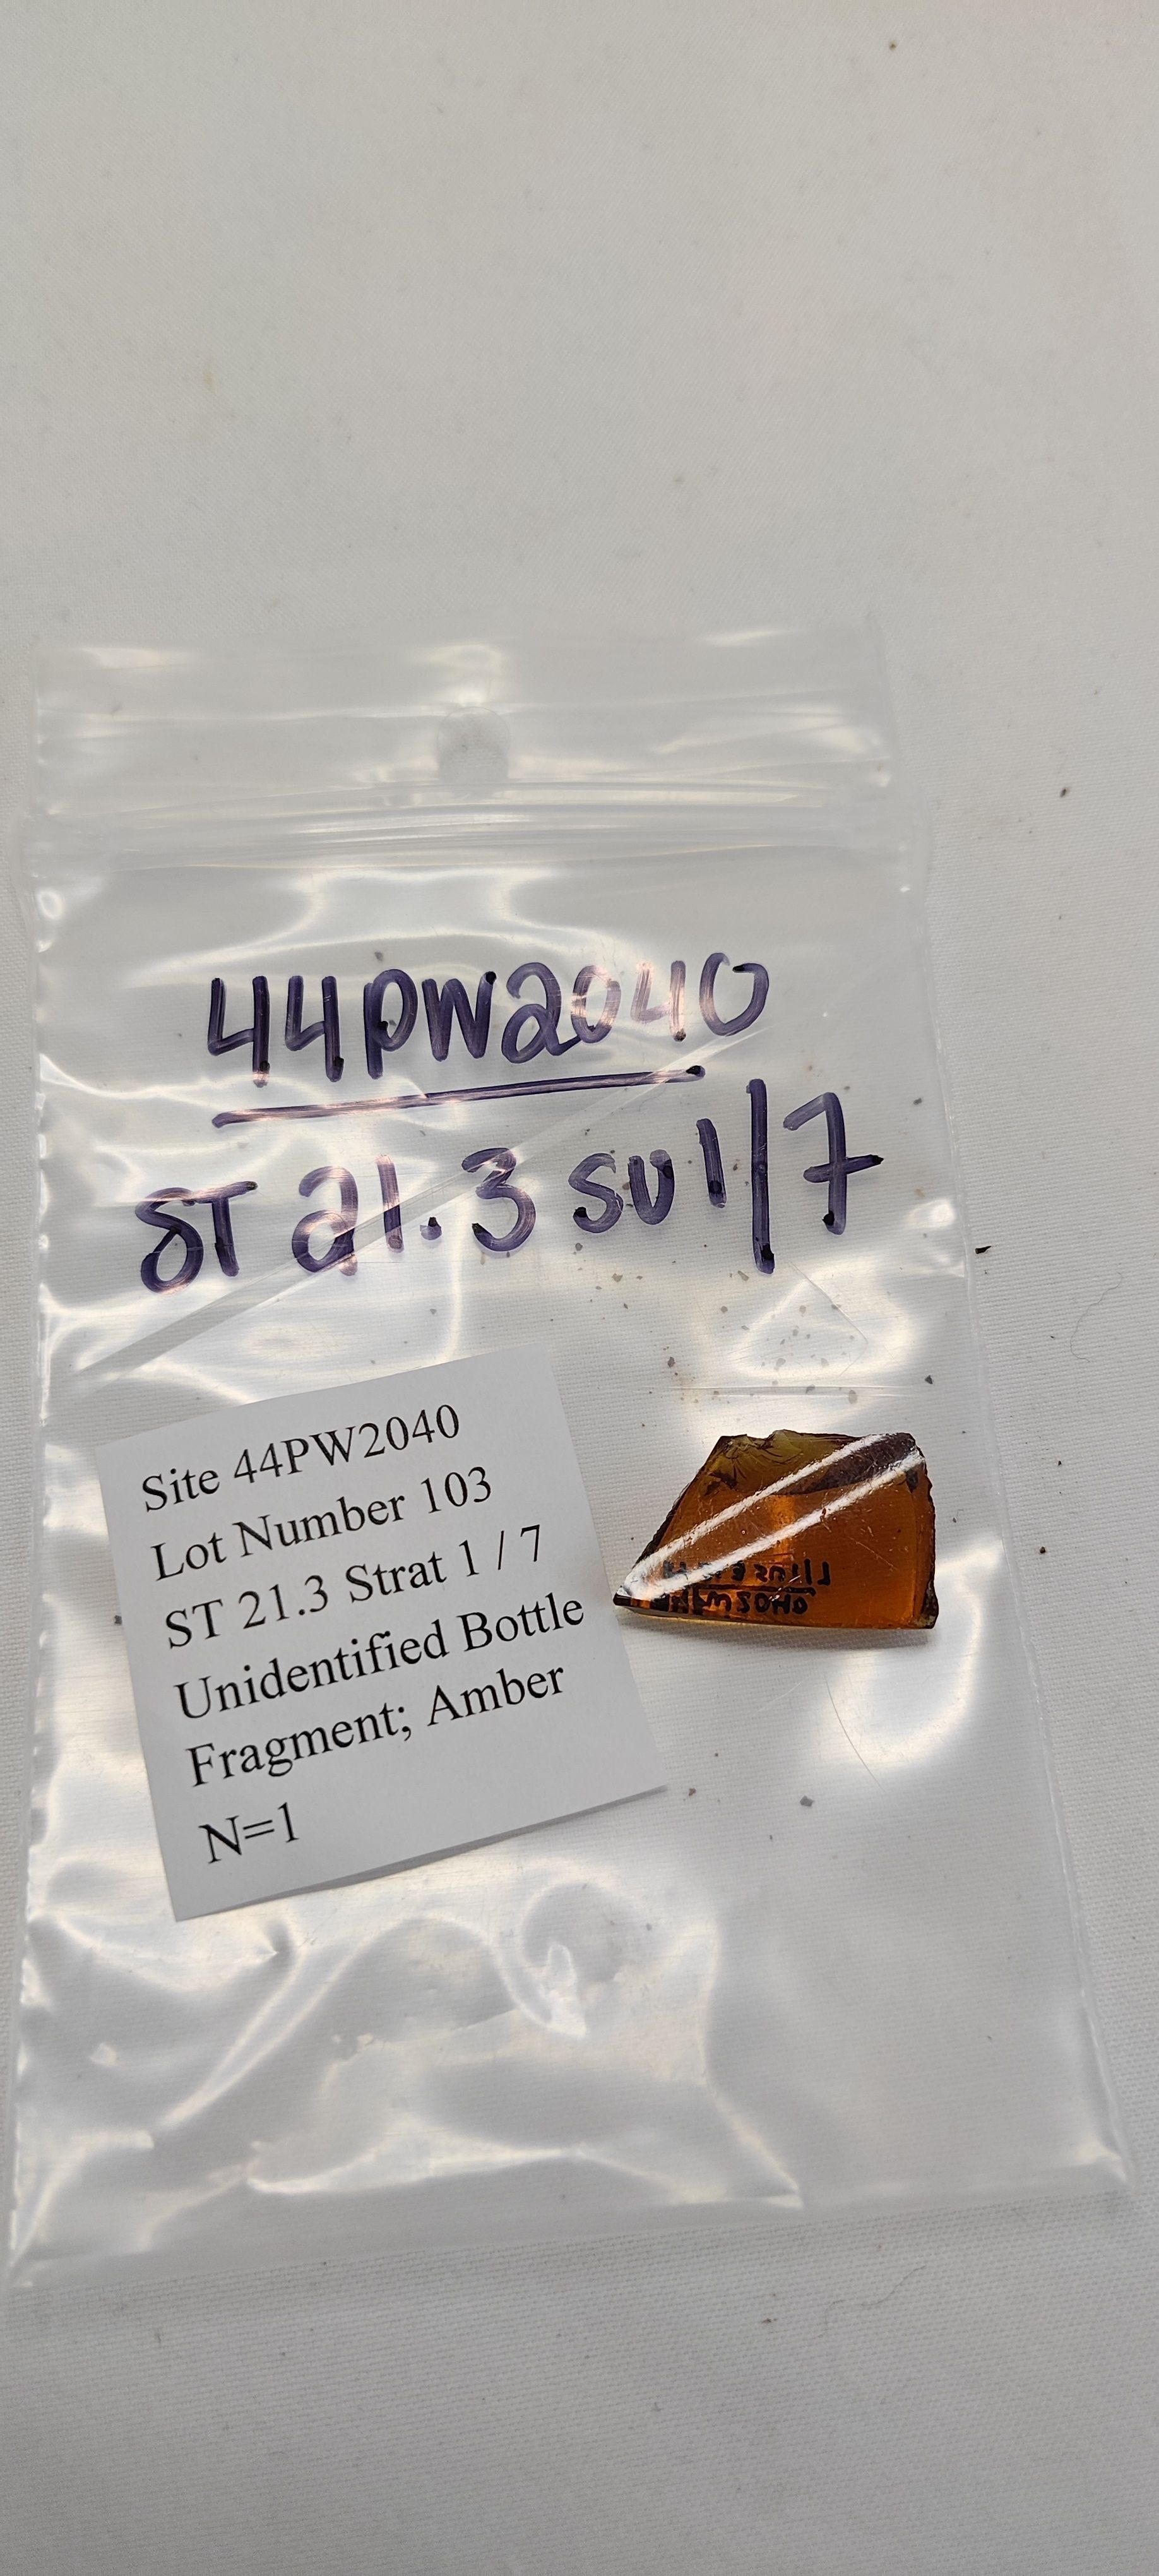 44PW2040
ST 21.3 SU 1/7
Site 44PW2040
Lot Number 103
ST 21.3 Strat 1 / 7
Unidentified Bottle
Fragment; Amber
N=1